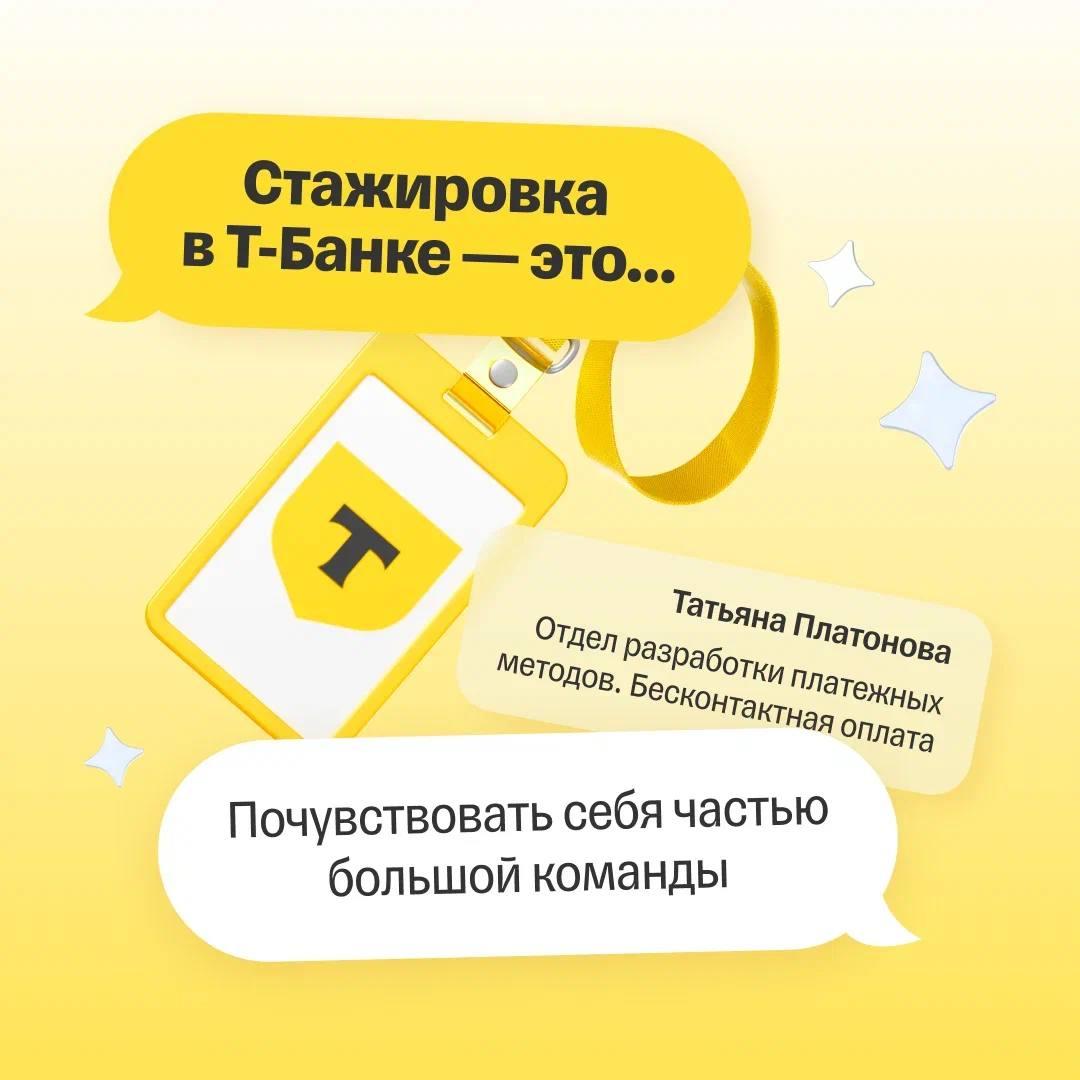 Стажировка
в Т-Банке — это...
Т
Татьяна Платонова
Отдел разработки платежных
методов. Бесконтактная оплата
Почувствовать себя частью
большой команды